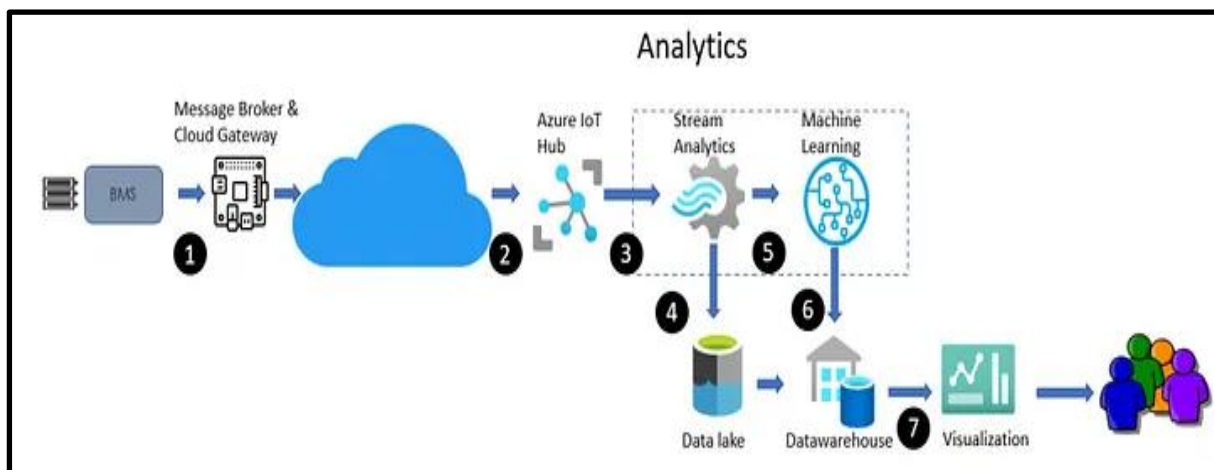 Analytics
Message Broker &
Cloud Gateway
Azure IoT
Hub
Stream
Analytics
Machine
Learning
BMS
1
2
3
5
4
6
7
Data lake
Datawarehouse
Visualization